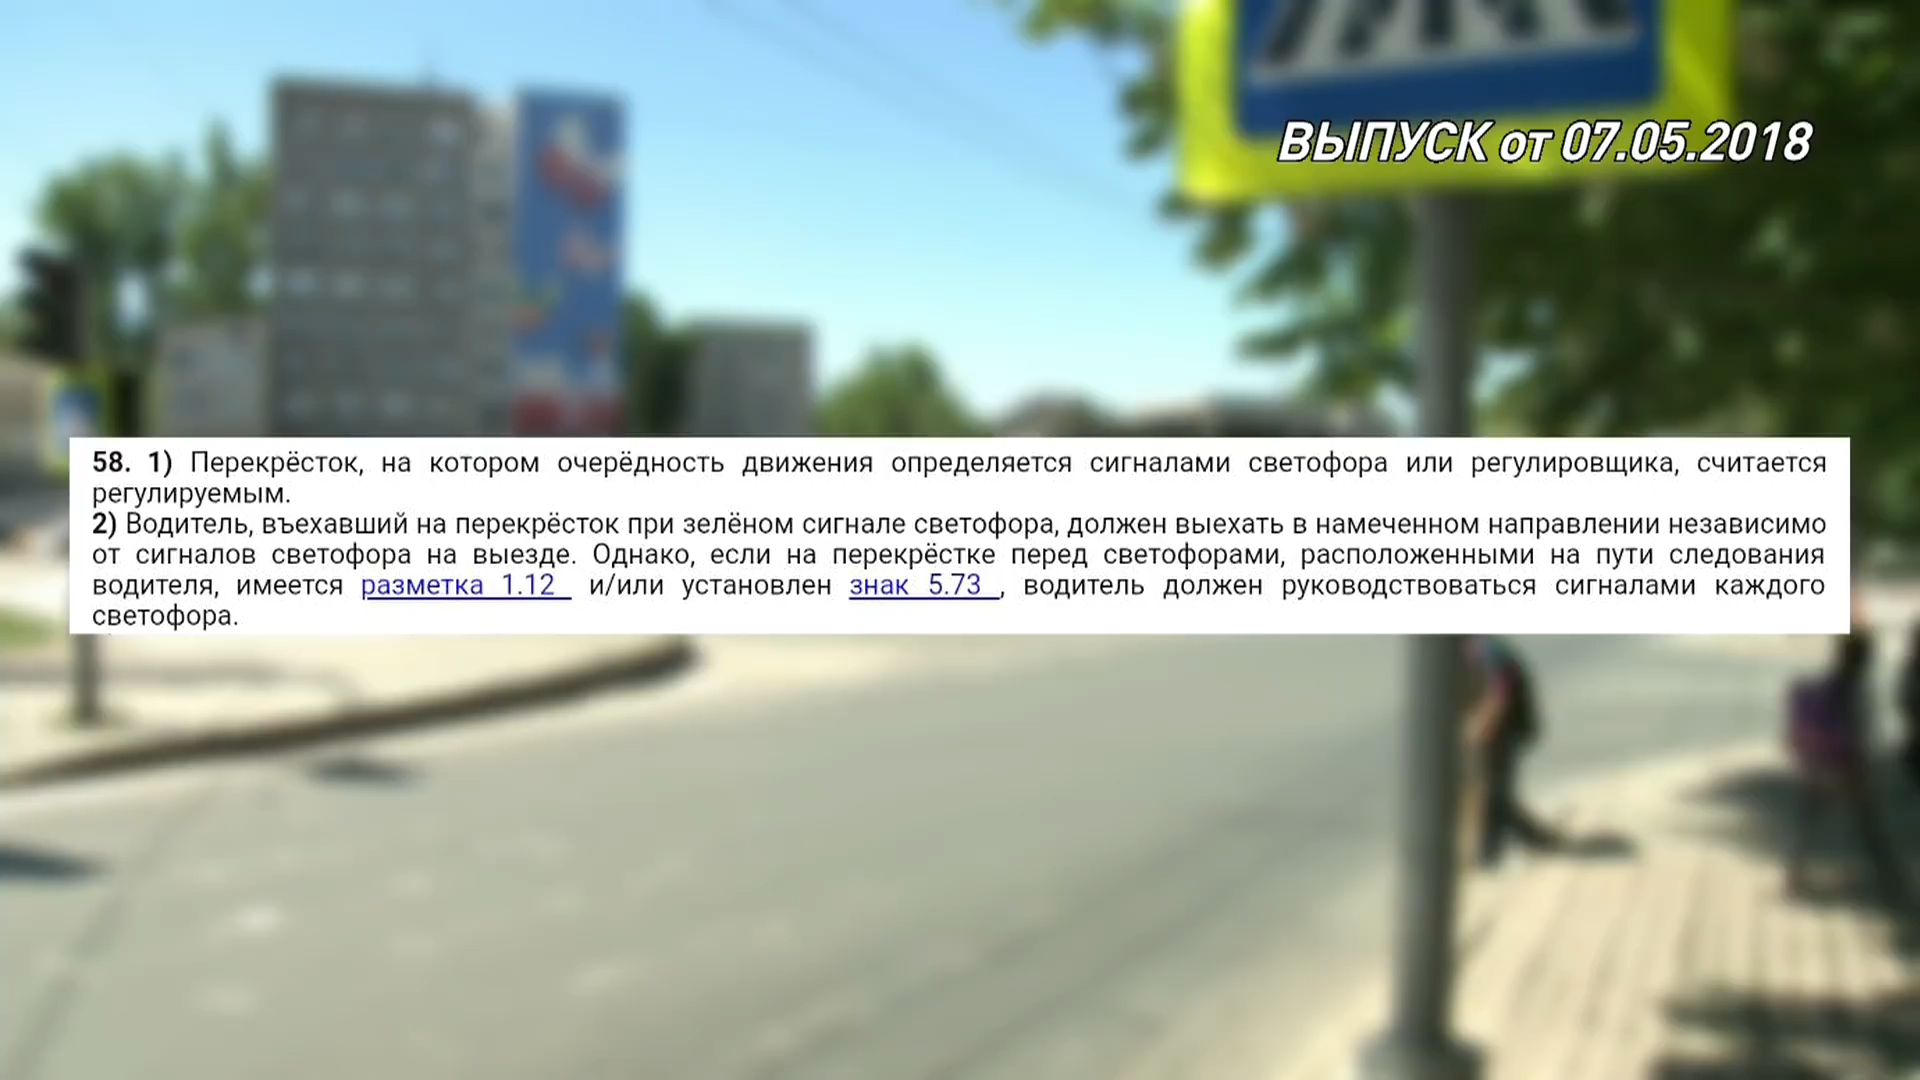 ВЫПУСК от 07.05.2018
58. 1) Перекрёсток, на котором очерёдность движения определяется сигналами светофора или регулировщика, считается
регулируемым.
2) Водитель, въехавший на перекрёсток при зелёном сигнале светофора, должен выехать в намеченном направлении независимо
от сигналов светофора на выезде. Однако, если на перекрёстке перед светофорами, расположенными на пути следования
водителя, имеется разметка 1.12 и/или установлен знак 5.73 , водитель должен руководствоваться сигналами каждого
светофора.